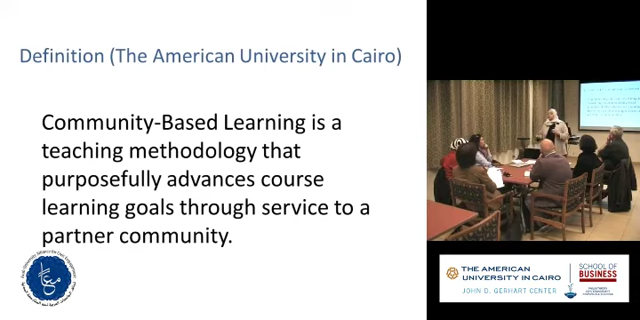 Definition (The American University in Cairo)
Community-Based Learning is a
teaching methodology that
purposefully advances course
learning goals through service to a
partner community.
THE AMERICAN
UNIVERSITY IN CAIRO
JOHN D. GERHART CENTER
SCHOOL OF
BUSINESS